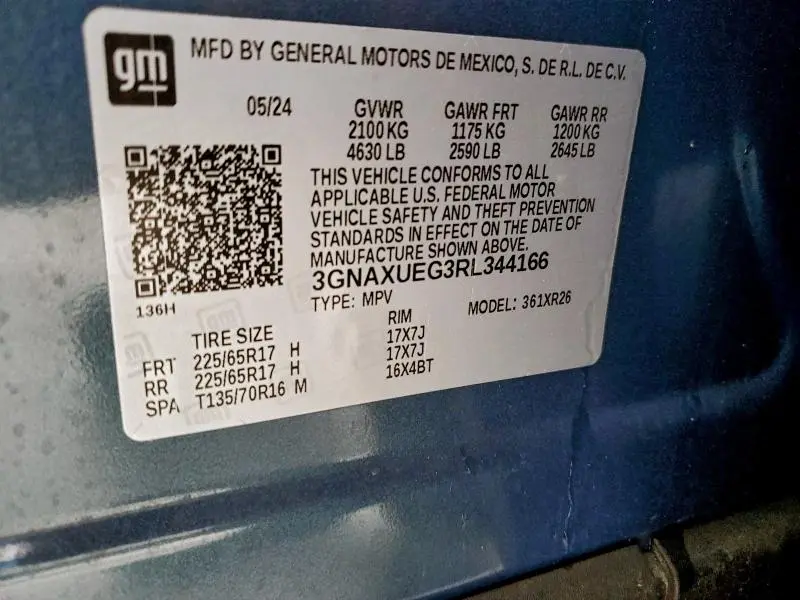 gm
MFD BY GENERAL MOTORS DE MEXICO, S. DE R.L. DE C.V.
05/24 GVWR GAWR FRT GAWR RR
2100 KG 1175 KG 1200 KG
4630 LB 2590 LB 2645 LB
THIS VEHICLE CONFORMS TO ALL
APPLICABLE U.S. FEDERAL MOTOR
VEHICLE SAFETY AND THEFT PREVENTION
STANDARDS IN EFFECT ON THE DATE OF
MANUFACTURE SHOWN ABOVE.
3GNAXUEG3RL344166
136H
TYPE: MPV MODEL: 361XR26
TIRE SIZE RIM
FRT 225/65R17 H 17X7J
RR 225/65R17 H 17X7J
SPA T135/70R16 M 16X4BT